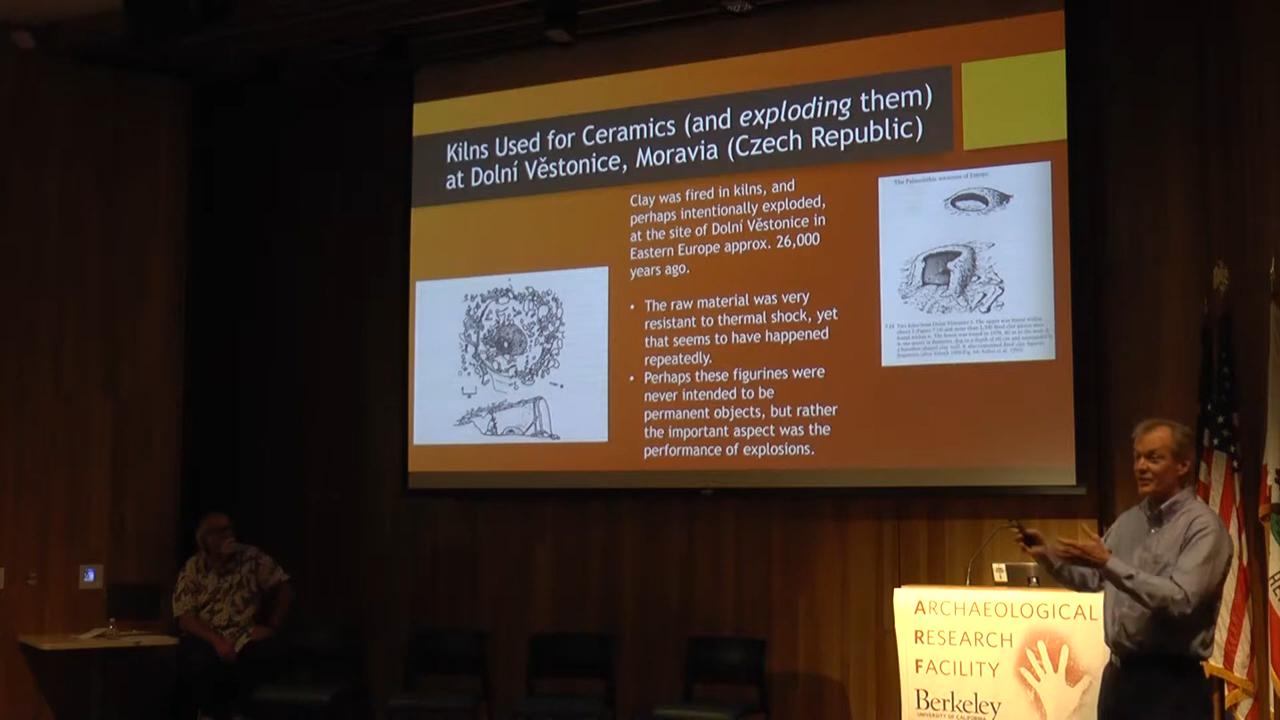 Kilns Used for Ceramics (and exploding them)
at Dolní Věstonice, Moravia (Czech Republic)
Clay was fired in kilns, and
perhaps intentionally exploded,
at the site of Dolní Věstonice in
Eastern Europe approx. 26,000
years ago.
• The raw material was very
resistant to thermal shock, yet
that seems to have happened
repeatedly.
• Perhaps these figurines were
never intended to be
permanent objects, but rather
the important aspect was the
performance of explosions.
The Palaeolithic societies of Europe
ARCHAEOLOGICAL
RESEARCH
FACILITY
Berkeley
UNIVERSITY OF CALIFORNIA